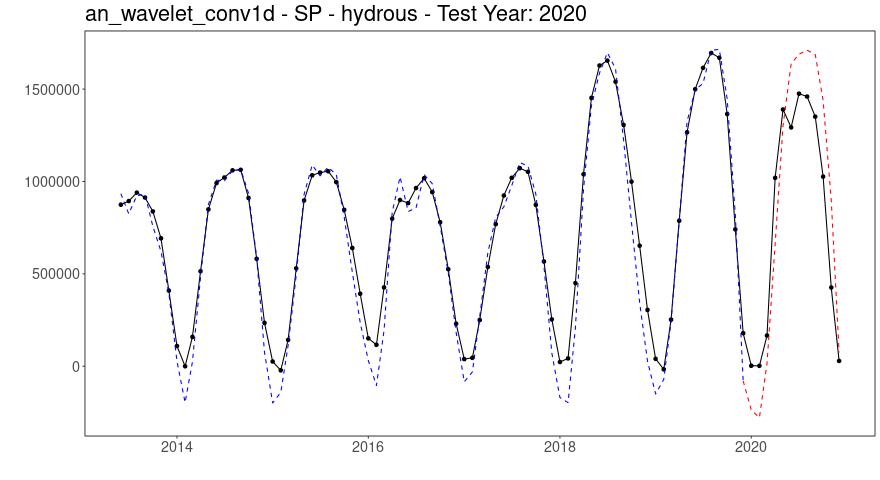 an_wavelet_conv1d - SP - hydrous - Test Year: 2020
1500000
1000000
500000
0
2014 2016 2018 2020